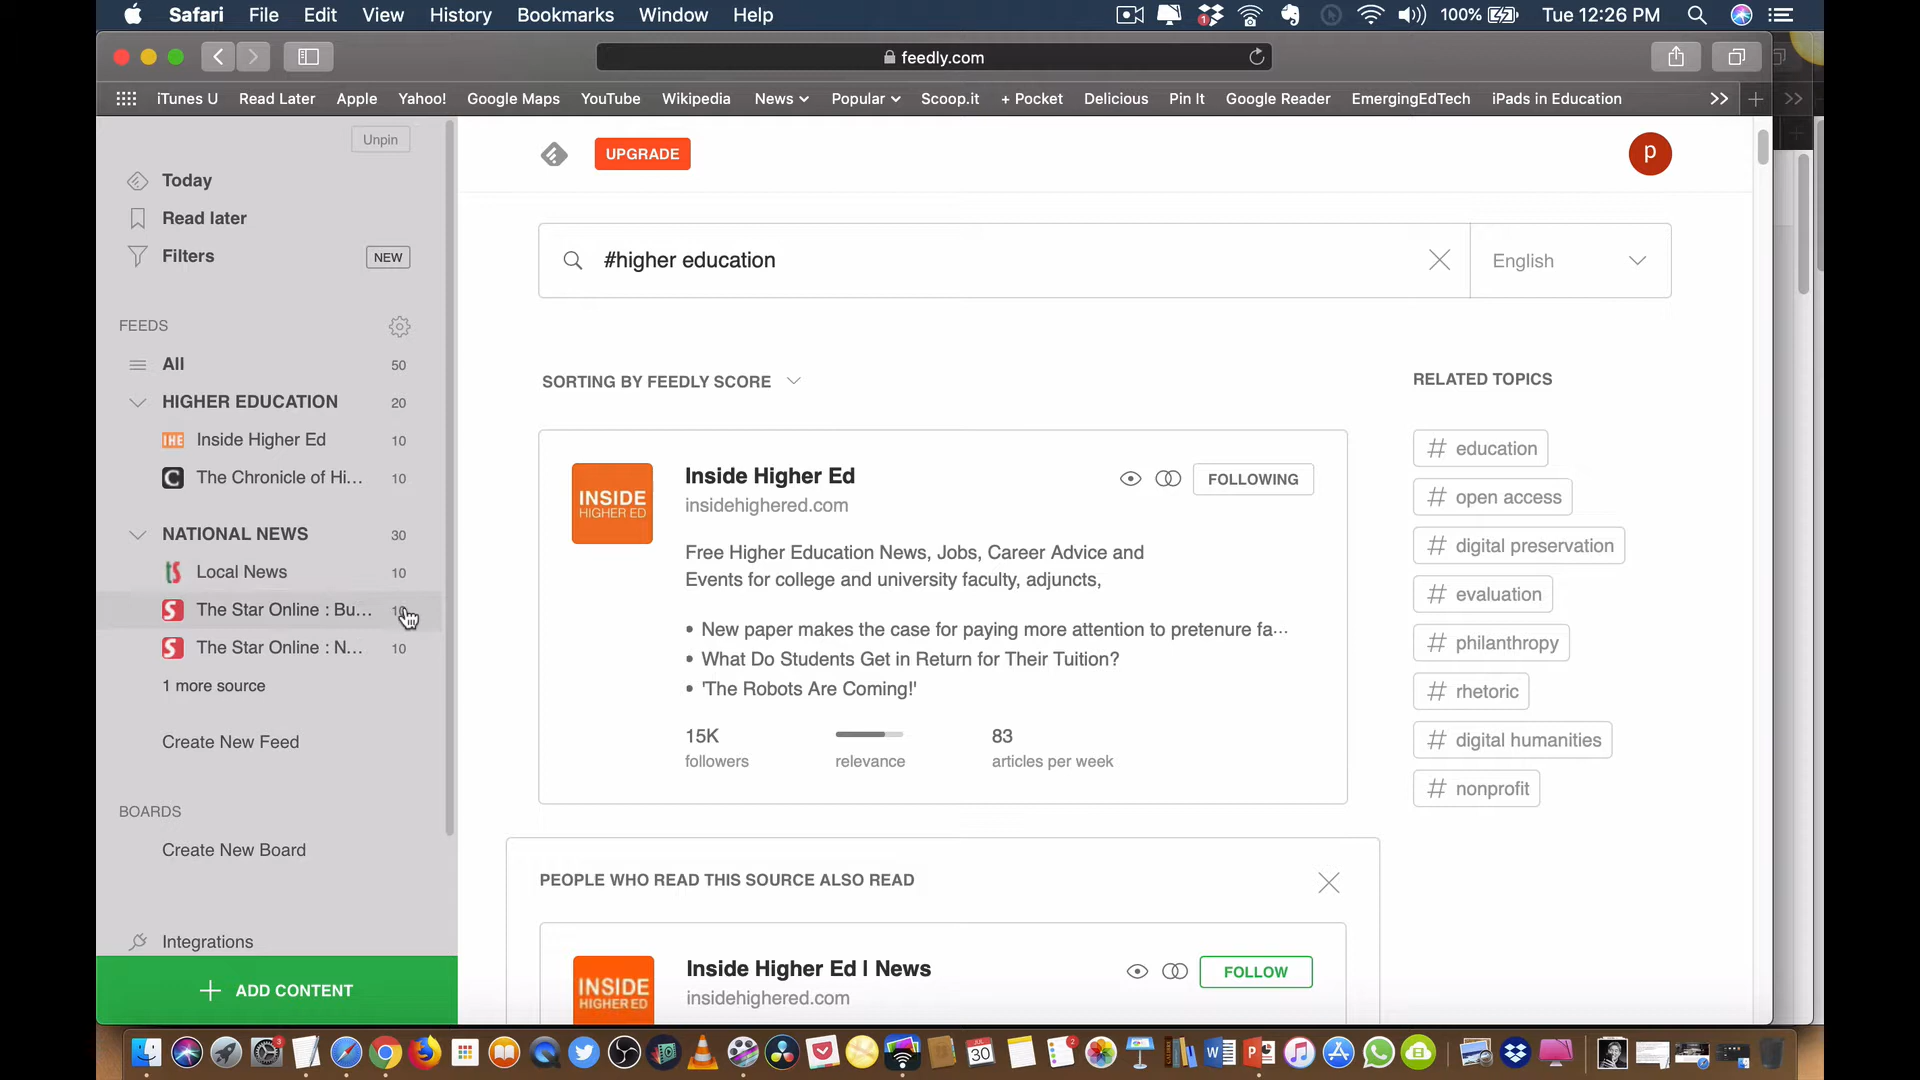 Safari File Edit View History Bookmarks Window Help 1 100% Tue 12:26 PM
feedly.com
iTunes U Read Later Apple Yahoo! Google Maps YouTube Wikipedia News Popular Scoop.it + Pocket Delicious Pin It Google Reader EmergingEdTech iPads in Education
Unpin
UPGRADE
p
Today
Read later
Filters NEW
#higher education
English
FEEDS
All 50
SORTING BY FEEDLY SCORE
RELATED TOPICS
HIGHER EDUCATION 20
IHE Inside Higher Ed 10
C The Chronicle of Hi... 10
NATIONAL NEWS 30
ts Local News 10
S The Star Online : Bu...
S The Star Online : N... 10
1 more source
Create New Feed
BOARDS
Create New Board
Integrations
+ ADD CONTENT
INSIDE
HIGHER ED
Inside Higher Ed
FOLLOWING
insidehighered.com
Free Higher Education News, Jobs, Career Advice and
Events for college and university faculty, adjuncts,
• New paper makes the case for paying more attention to pretenure fa...
• What Do Students Get in Return for Their Tuition?
• 'The Robots Are Coming!'
15K 83
followers relevance articles per week
# education
# open access
# digital preservation
# evaluation
# philanthropy
# rhetoric
# digital humanities
# nonprofit
PEOPLE WHO READ THIS SOURCE ALSO READ
INSIDE
HIGHER ED
Inside Higher Ed | News
FOLLOW
insidehighered.com
3
JUL
30
2
W
P